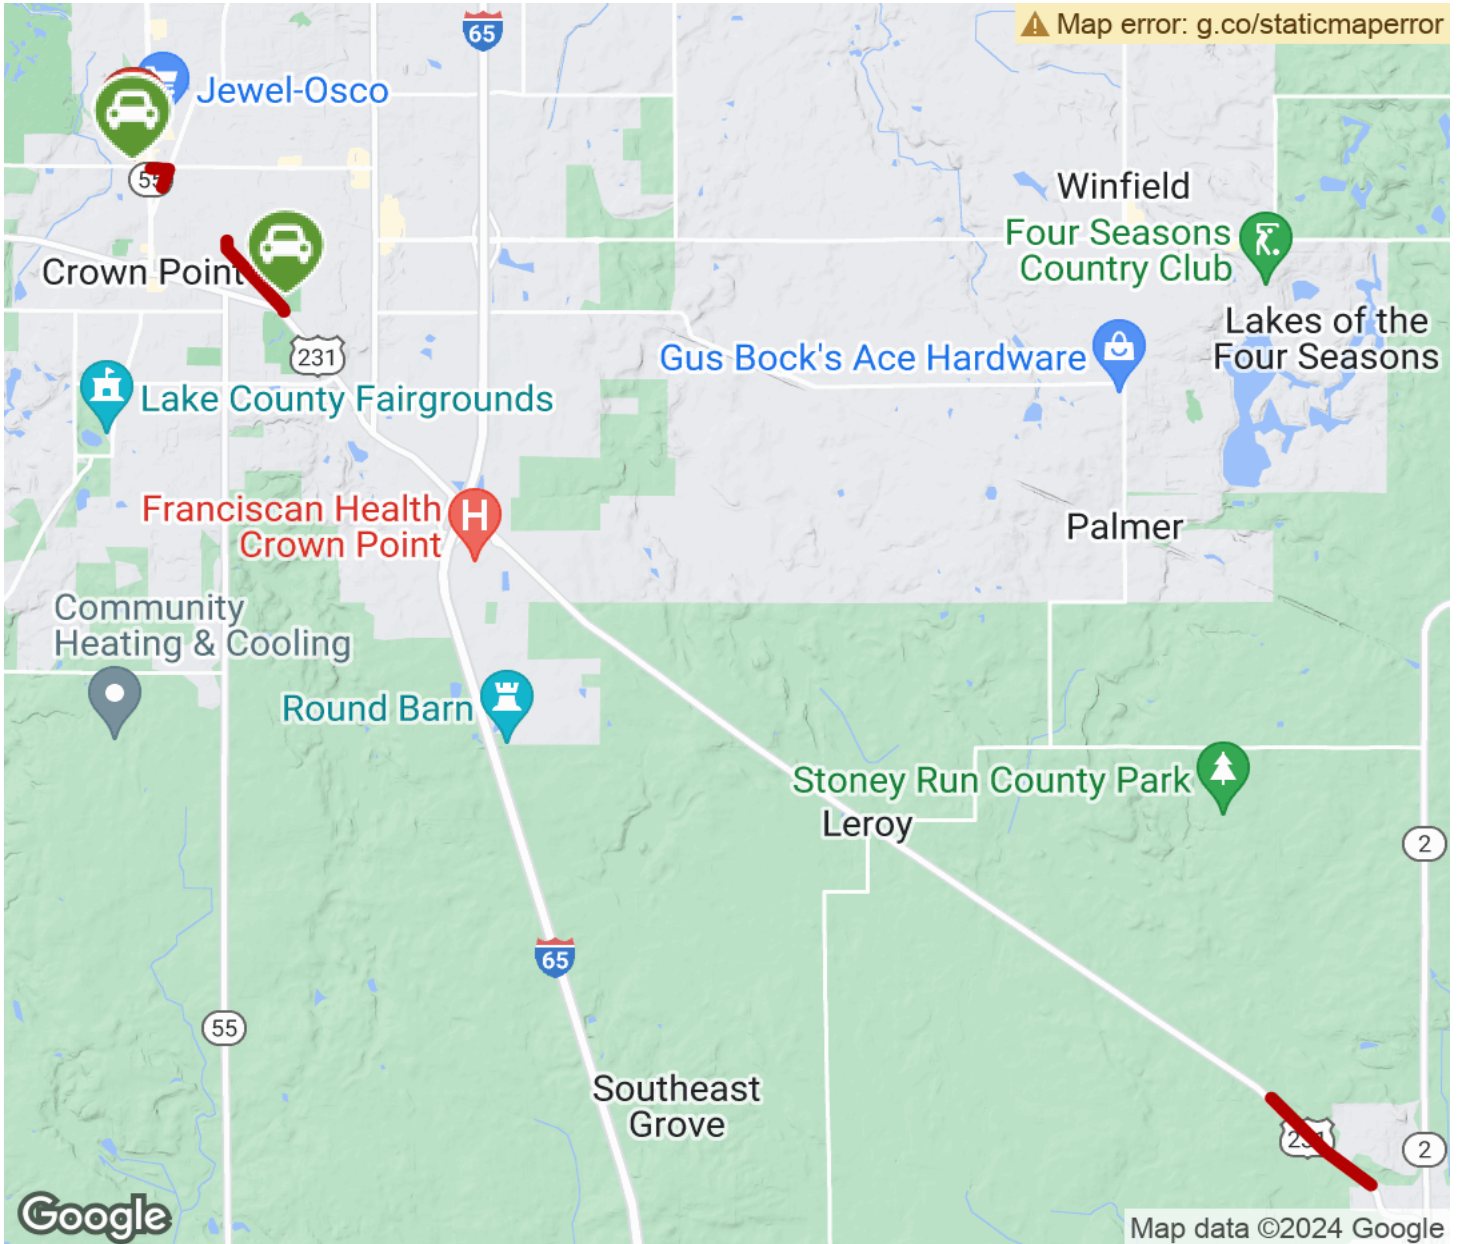 65
Map error: g.co/staticmaperror
Jewel-Osco
55
Winfield
Four Seasons
Country Club
Crown Point
Lakes of the
Four Seasons
231
Gus Bock's Ace Hardware
Lake County Fairgrounds
Franciscan Health
Crown Point
H
Palmer
Community
Heating & Cooling
Round Barn
Stoney Run County Park
Leroy
2
65
55
Southeast
Grove
231
2
Google
Map data ©2024 Google